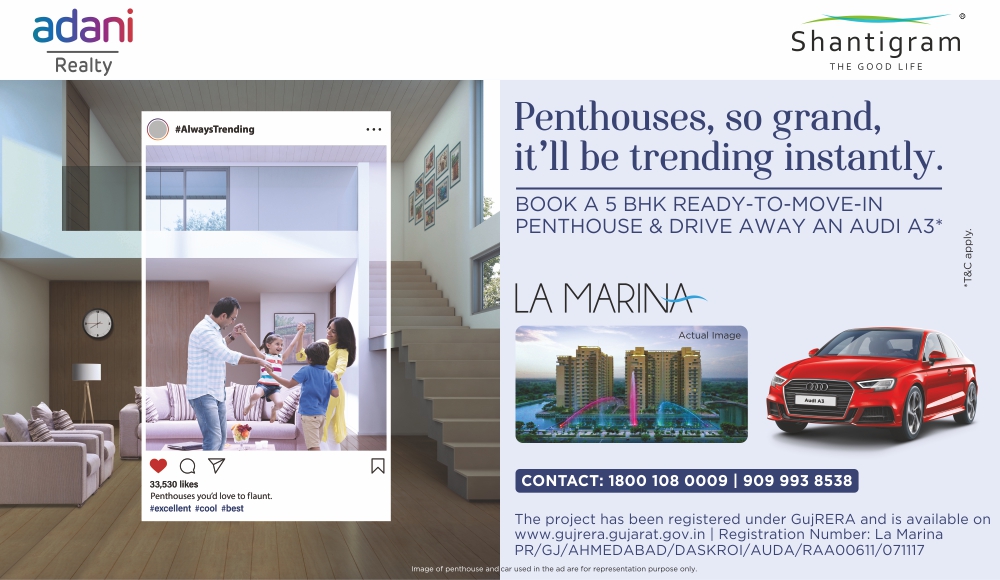 adani
Realty
Shantigram
THE GOOD LIFE
#AlwaysTrending
33,530 likes
Penthouses you'd love to flaunt.
#excellent #cool #best
Penthouses, so grand,
it'll be trending instantly.
BOOK A 5 BHK READY-TO-MOVE-IN
PENTHOUSE & DRIVE AWAY AN AUDI A3*
*T&C apply.
LA MARINA
Actual Image
Audi A3
CONTACT: 1800 108 0009 | 909 993 8538
The project has been registered under GujRERA and is available on
www.gujrera.gujarat.gov.in | Registration Number: La Marina
PR/GJ/AHMEDABAD/DASKROI/AUDA/RAA00611/071117
Image of penthouse and car used in the ad are for representation purpose only.